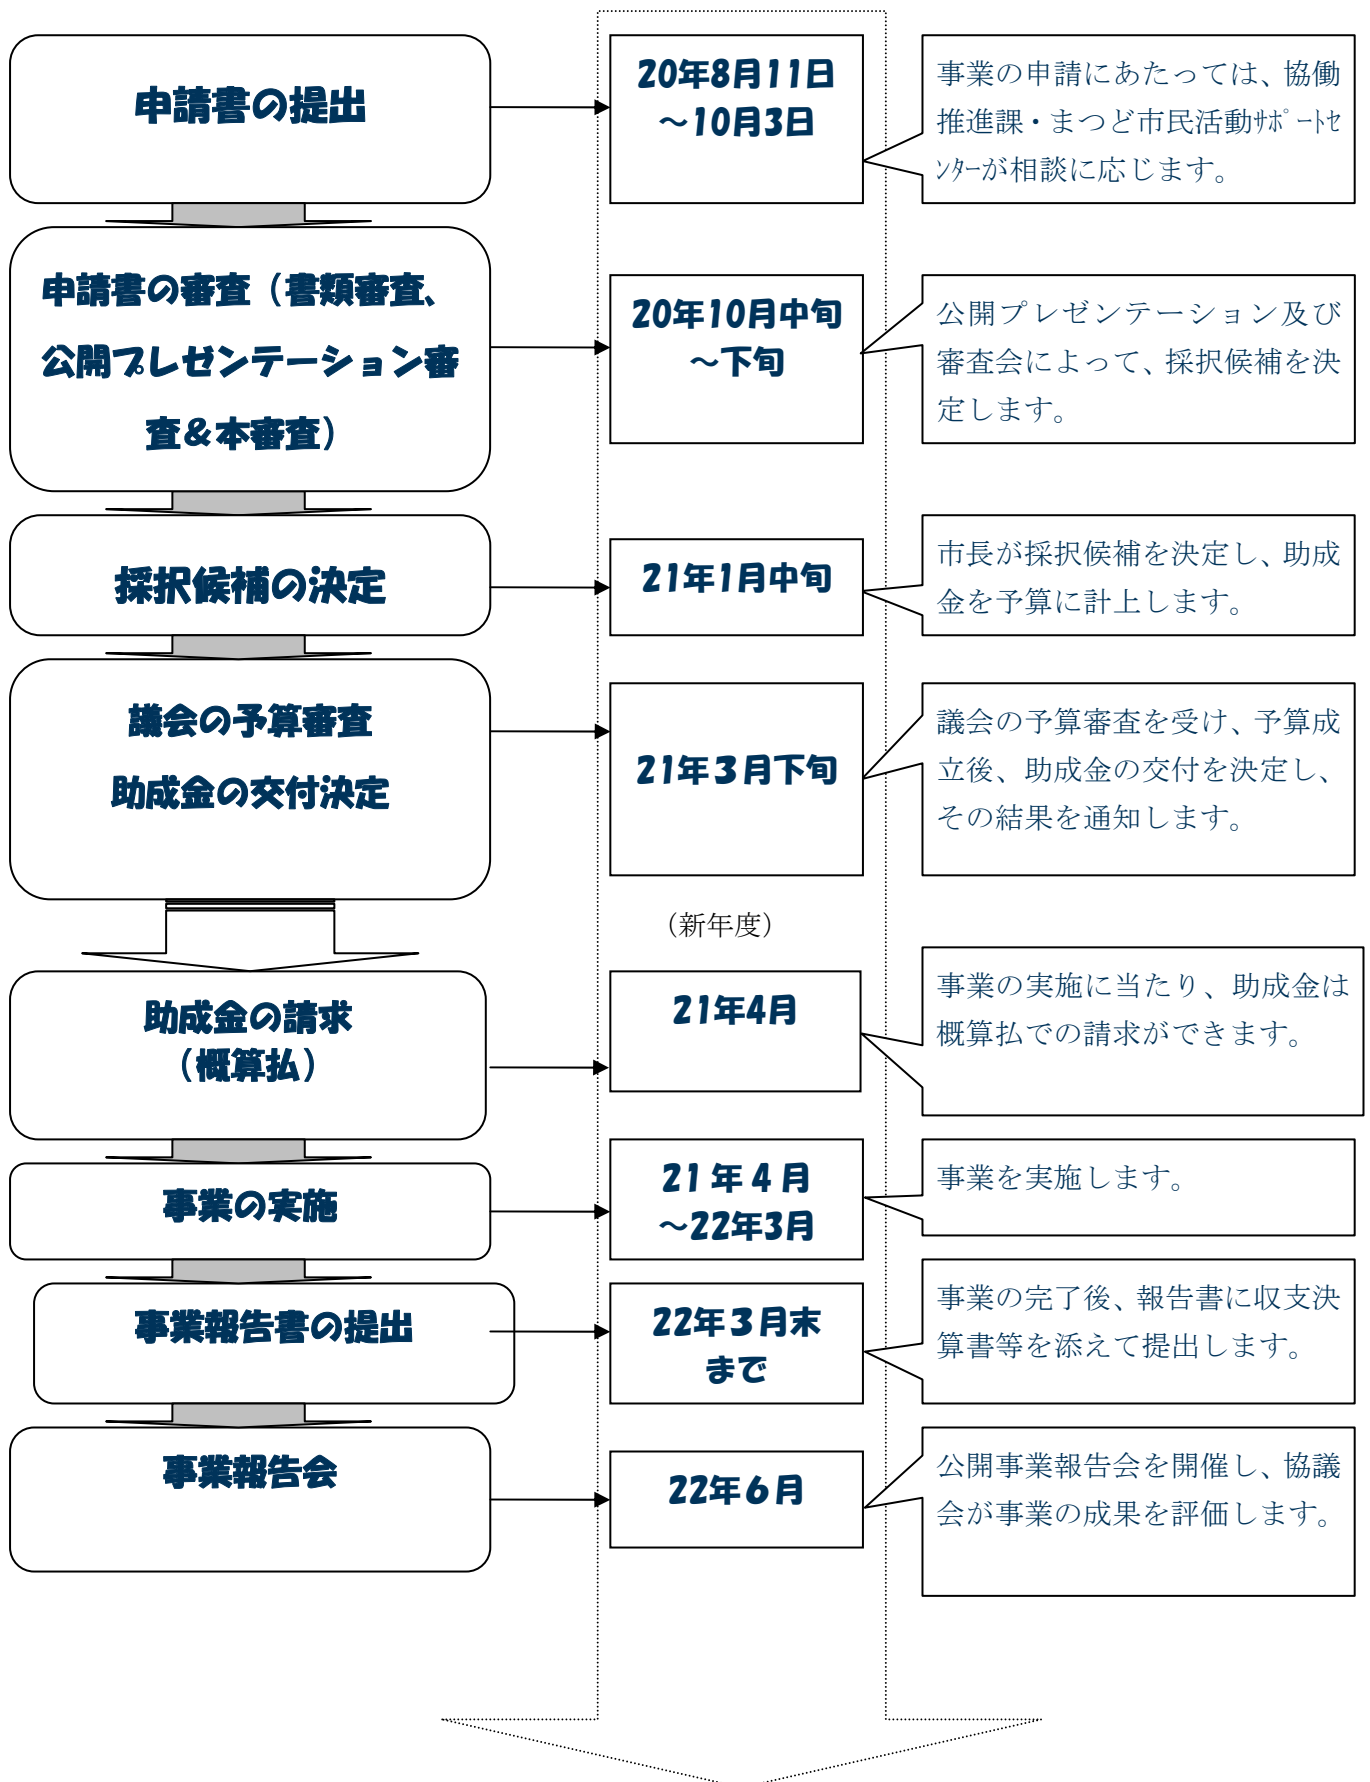 申請書の提出
20年8月11日
～10月3日
事業の申請にあたっては、協働
推進課・まつど市民活動ｻﾎﾟｰﾄｾ
ﾝﾀｰが相談に応じます。
申請書の審査（書類審査、
公開プレゼンテーション審
査＆本審査）
20年10月中旬
～下旬
公開プレゼンテーション及び
審査会によって、採択候補を決
定します。
採択候補の決定
21年1月中旬
市長が採択候補を決定し、助成
金を予算に計上します。
議会の予算審査
助成金の交付決定
21年３月下旬
議会の予算審査を受け、予算成
立後、助成金の交付を決定し、
その結果を通知します。
（新年度）
助成金の請求
（概算払）
21年4月
事業の実施に当たり、助成金は
概算払での請求ができます。
事業の実施
21年４月
～22年3月
事業を実施します。
事業報告書の提出
22年３月末
まで
事業の完了後、報告書に収支決
算書等を添えて提出します。
事業報告会
22年６月
公開事業報告会を開催し、協議
会が事業の成果を評価します。